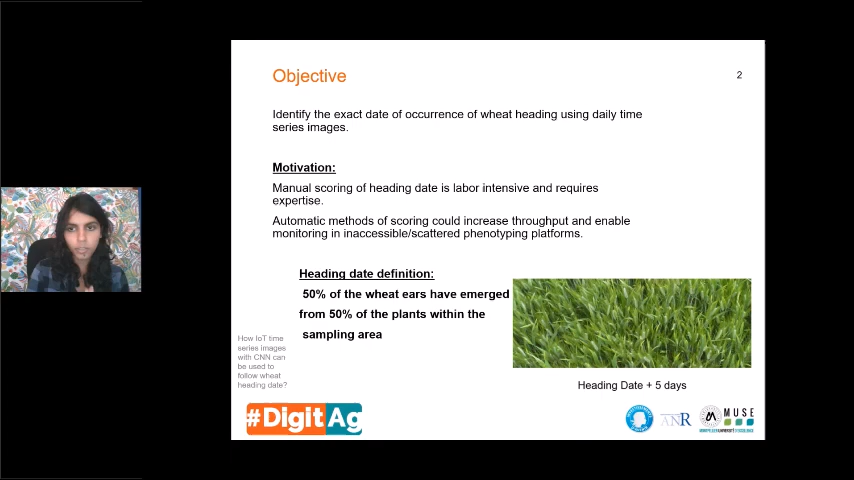 Objective
2
Identify the exact date of occurrence of wheat heading using daily time
series images.
Motivation:
Manual scoring of heading date is labor intensive and requires
expertise.
Automatic methods of scoring could increase throughput and enable
monitoring in inaccessible/scattered phenotyping platforms.
Heading date definition:
50% of the wheat ears have emerged
from 50% of the plants within the
sampling area
How IoT time
series images
with CNN can
be used to
follow wheat
heading date?
Heading Date + 5 days
#DigitAg
ANR
MUSE